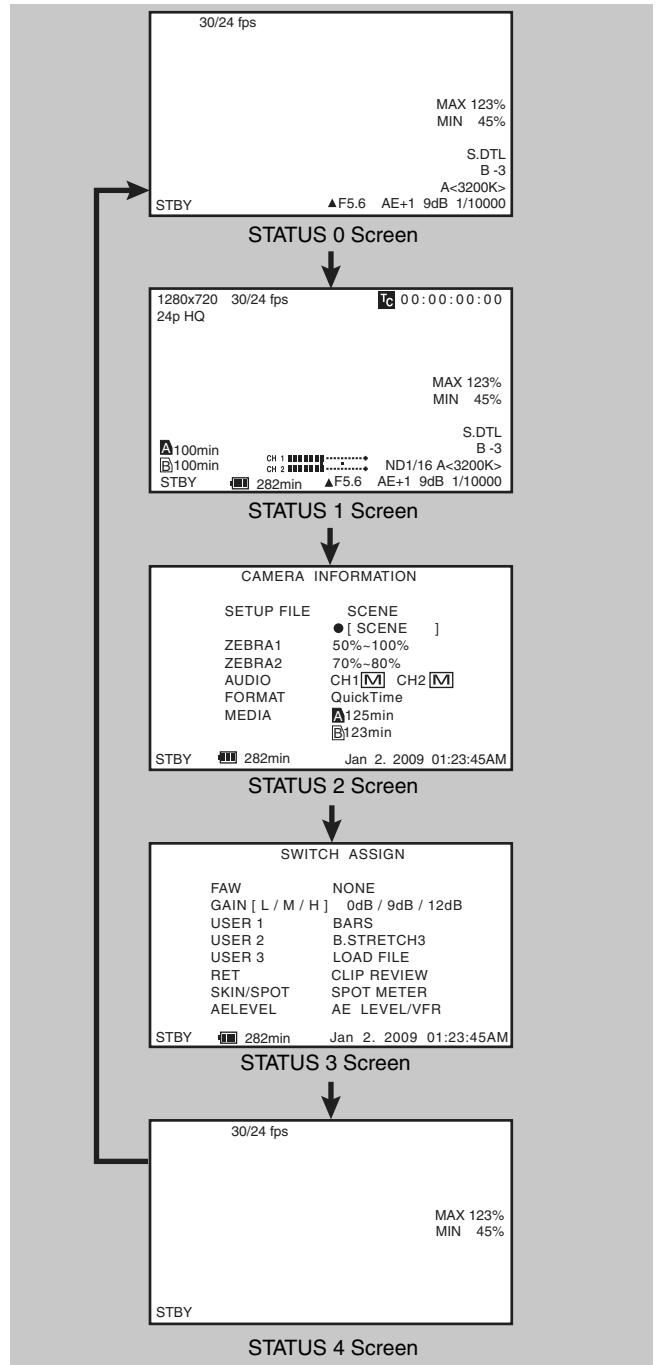 30/24 fps
MAX 123%
MIN 45%
S.DTL
B -3
A<3200K>
STBY ▲F5.6 AE+1 9dB 1/10000
STATUS 0 Screen
1280x720 30/24 fps TC 00:00:00:00
24p HQ
MAX 123%
MIN 45%
S.DTL
A100min B -3
CH 1
B100min ND1/16 A<3200K>
CH 2
STBY 282min ▲F5.6 AE+1 9dB 1/10000
STATUS 1 Screen
CAMERA INFORMATION
SETUP FILE SCENE
●[ SCENE ]
ZEBRA1 50%~100%
ZEBRA2 70%~80%
AUDIO CH1 M CH2 M
FORMAT QuickTime
MEDIA A125min
B123min
STBY 282min Jan 2. 2009 01:23:45AM
STATUS 2 Screen
SWITCH ASSIGN
FAW NONE
GAIN [ L / M / H ] 0dB / 9dB / 12dB
USER 1 BARS
USER 2 B.STRETCH3
USER 3 LOAD FILE
RET CLIP REVIEW
SKIN/SPOT SPOT METER
AELEVEL AE LEVEL/VFR
STBY 282min Jan 2. 2009 01:23:45AM
STATUS 3 Screen
30/24 fps
MAX 123%
MIN 45%
STBY
STATUS 4 Screen